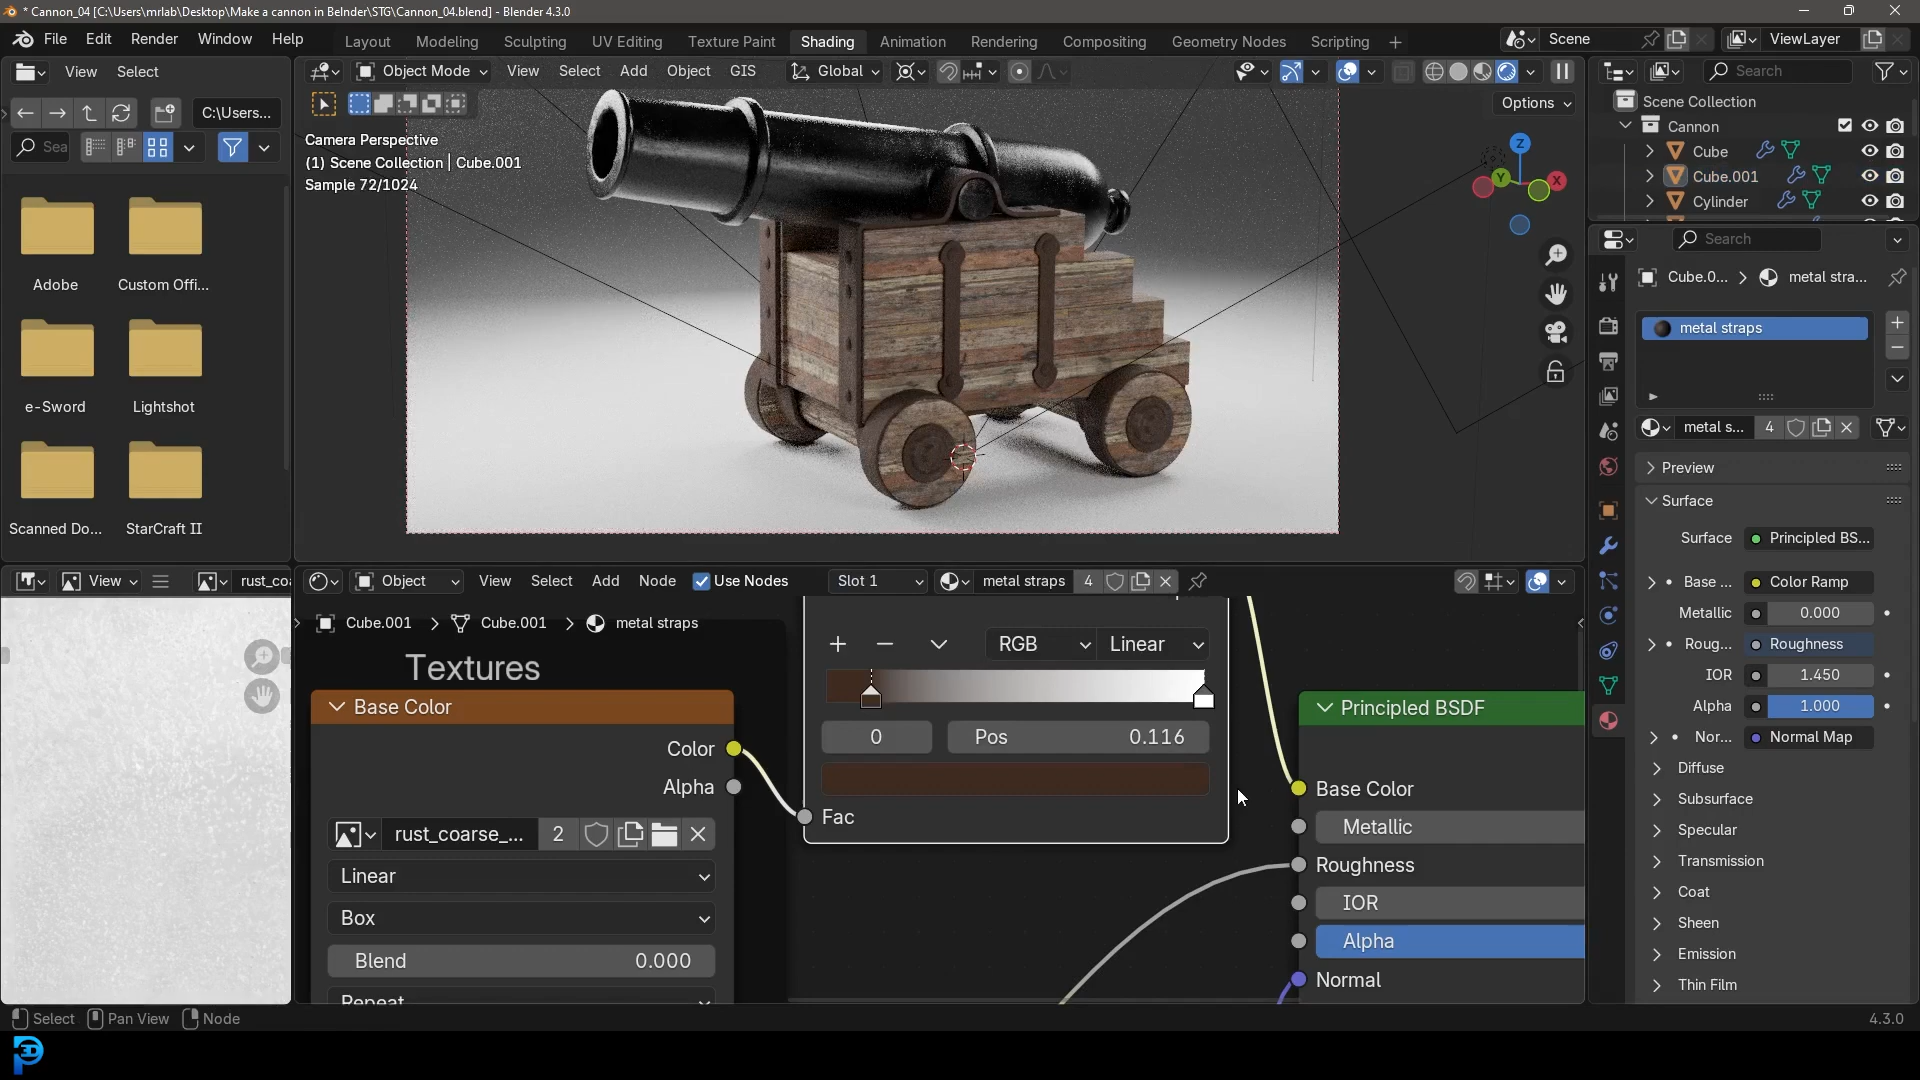 * Cannon_04 [C:\Users\mrlab\Desktop\Make a cannon in Belnder\STG\Cannon_04.blend] - Blender 4.3.0
File Edit Render Window Help Layout Modeling Sculpting UV Editing Texture Paint Shading Animation Rendering Compositing Geometry Nodes Scripting + Scene ViewLayer
View Select Object Mode View Select Add Object GIS Global Search
C:\Users... Options Scene Collection
Sea Cannon
Camera Perspective
(1) Scene Collection | Cube.001
Sample 72/1024
Z
Y
X
Cube
Cube.001
Cylinder
Search
Adobe Custom Offi...
Cube.0... metal stra...
metal straps
e-Sword Lightshot
metal s... 4
Preview
Surface
Scanned Do... StarCraft II
Surface Principled BS...
View rust_coa
Object View Select Add Node Use Nodes Slot 1 metal straps 4
Base ... Color Ramp
Metallic 0.000
Cube.001 Cube.001 metal straps
Roug... Roughness
RGB Linear
Textures
IOR 1.450
Alpha 1.000
Base Color
Principled BSDF
0 Pos 0.116
Nor... Normal Map
Color
Alpha
Fac
Base Color
Metallic
Roughness
IOR
Alpha
Normal
rust_coarse_... 2
Linear
Box
Blend 0.000
Repeat
Diffuse
Subsurface
Specular
Transmission
Coat
Sheen
Emission
Thin Film
Select Pan View Node 4.3.0